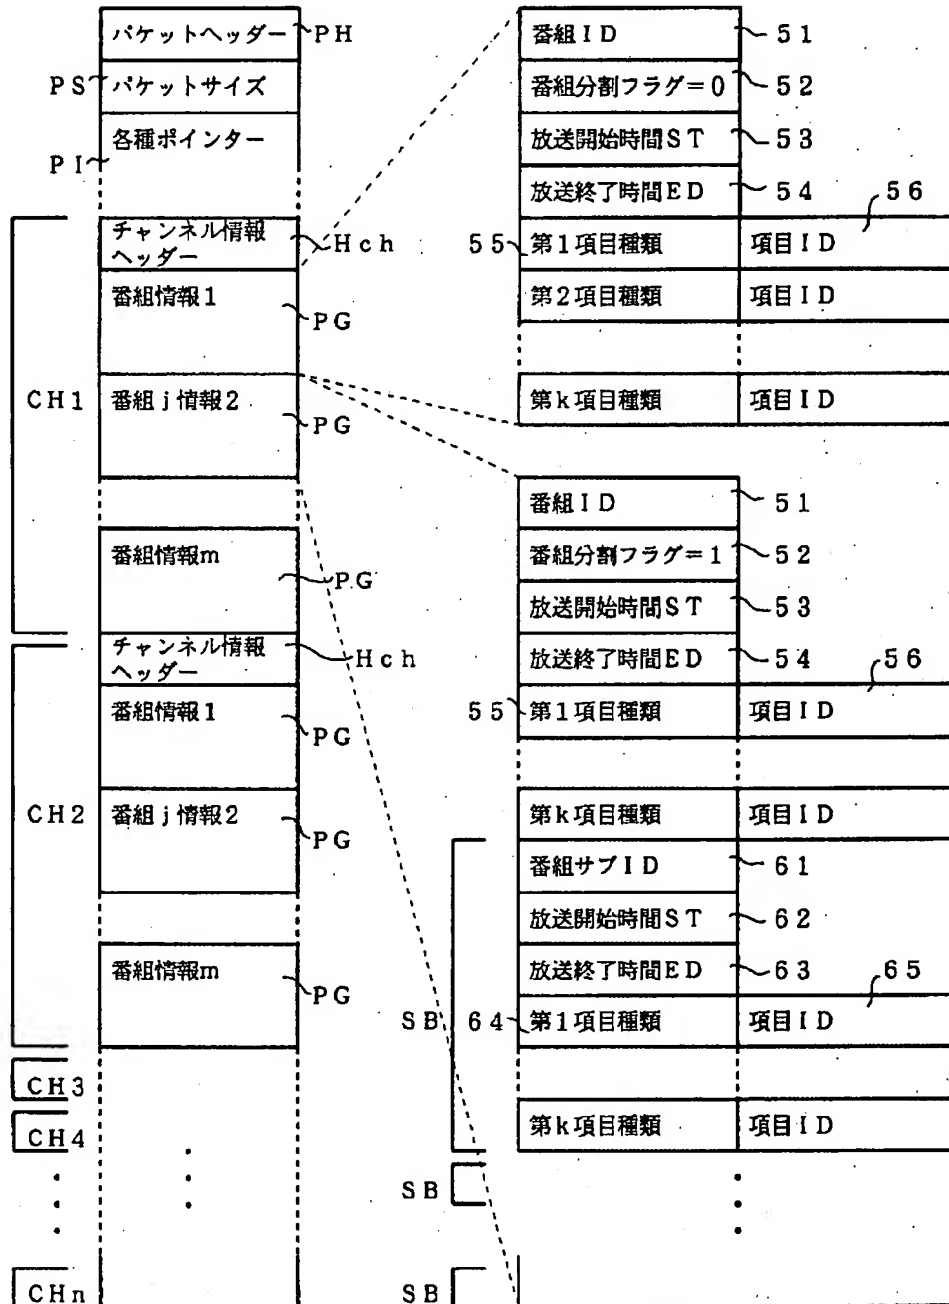 パケットヘッダー
PH
PS
パケットサイズ
各種ポインター
PI
CH1
チャンネル情報
ヘッダー
Hch
番組情報1
PG
番組j情報2
PG
番組情報m
PG
CH2
チャンネル情報
ヘッダー
Hch
番組情報1
PG
番組j情報2
PG
番組情報m
PG
CH3
CH4
CHn
番組ID
51
番組分割フラグ=0
52
放送開始時間ST
53
放送終了時間ED
54
56
55
第1項目種類
項目ID
第2項目種類
項目ID
第k項目種類
項目ID
番組ID
51
番組分割フラグ=1
52
放送開始時間ST
53
放送終了時間ED
54
56
55
第1項目種類
項目ID
第k項目種類
項目ID
番組サブID
61
放送開始時間ST
62
放送終了時間ED
63
65
SB
64
第1項目種類
項目ID
第k項目種類
項目ID
SB
SB